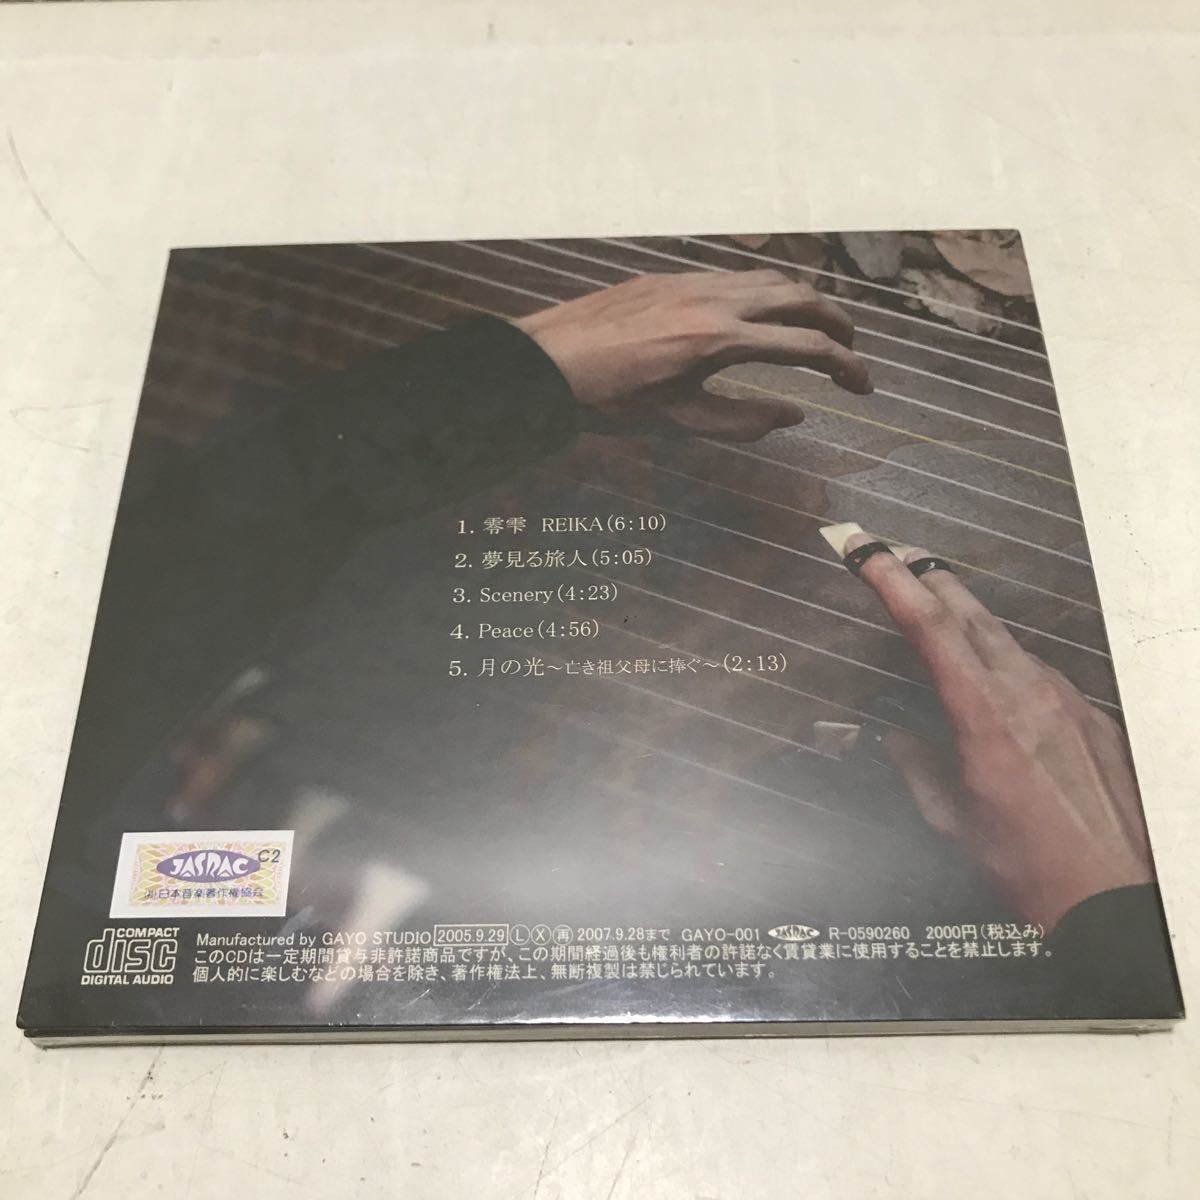 1. 零雫 REIKA(6:10)
2. 夢見る旅人(5:05)
3. Scenery(4:23)
4. Peace(4:56)
5. 月の光～亡き祖父母に捧ぐ～(2:13)
JASRAC C2
日本音楽著作権協会
COMPACT
disc
DIGITAL AUDIO
Manufactured by GAYO STUDIO 2005.9.29 Ⓛ Ⓧ 再 2007.9.28まで GAYO-001 JASRAC R-0590260 2000円(税込み)
このCDは一定期間貸与非許諾商品ですが、この期間経過後も権利者の許諾なく賃貸業に使用することを禁止します。
個人的に楽しむなどの場合を除き、著作権法上、無断複製は禁じられています。